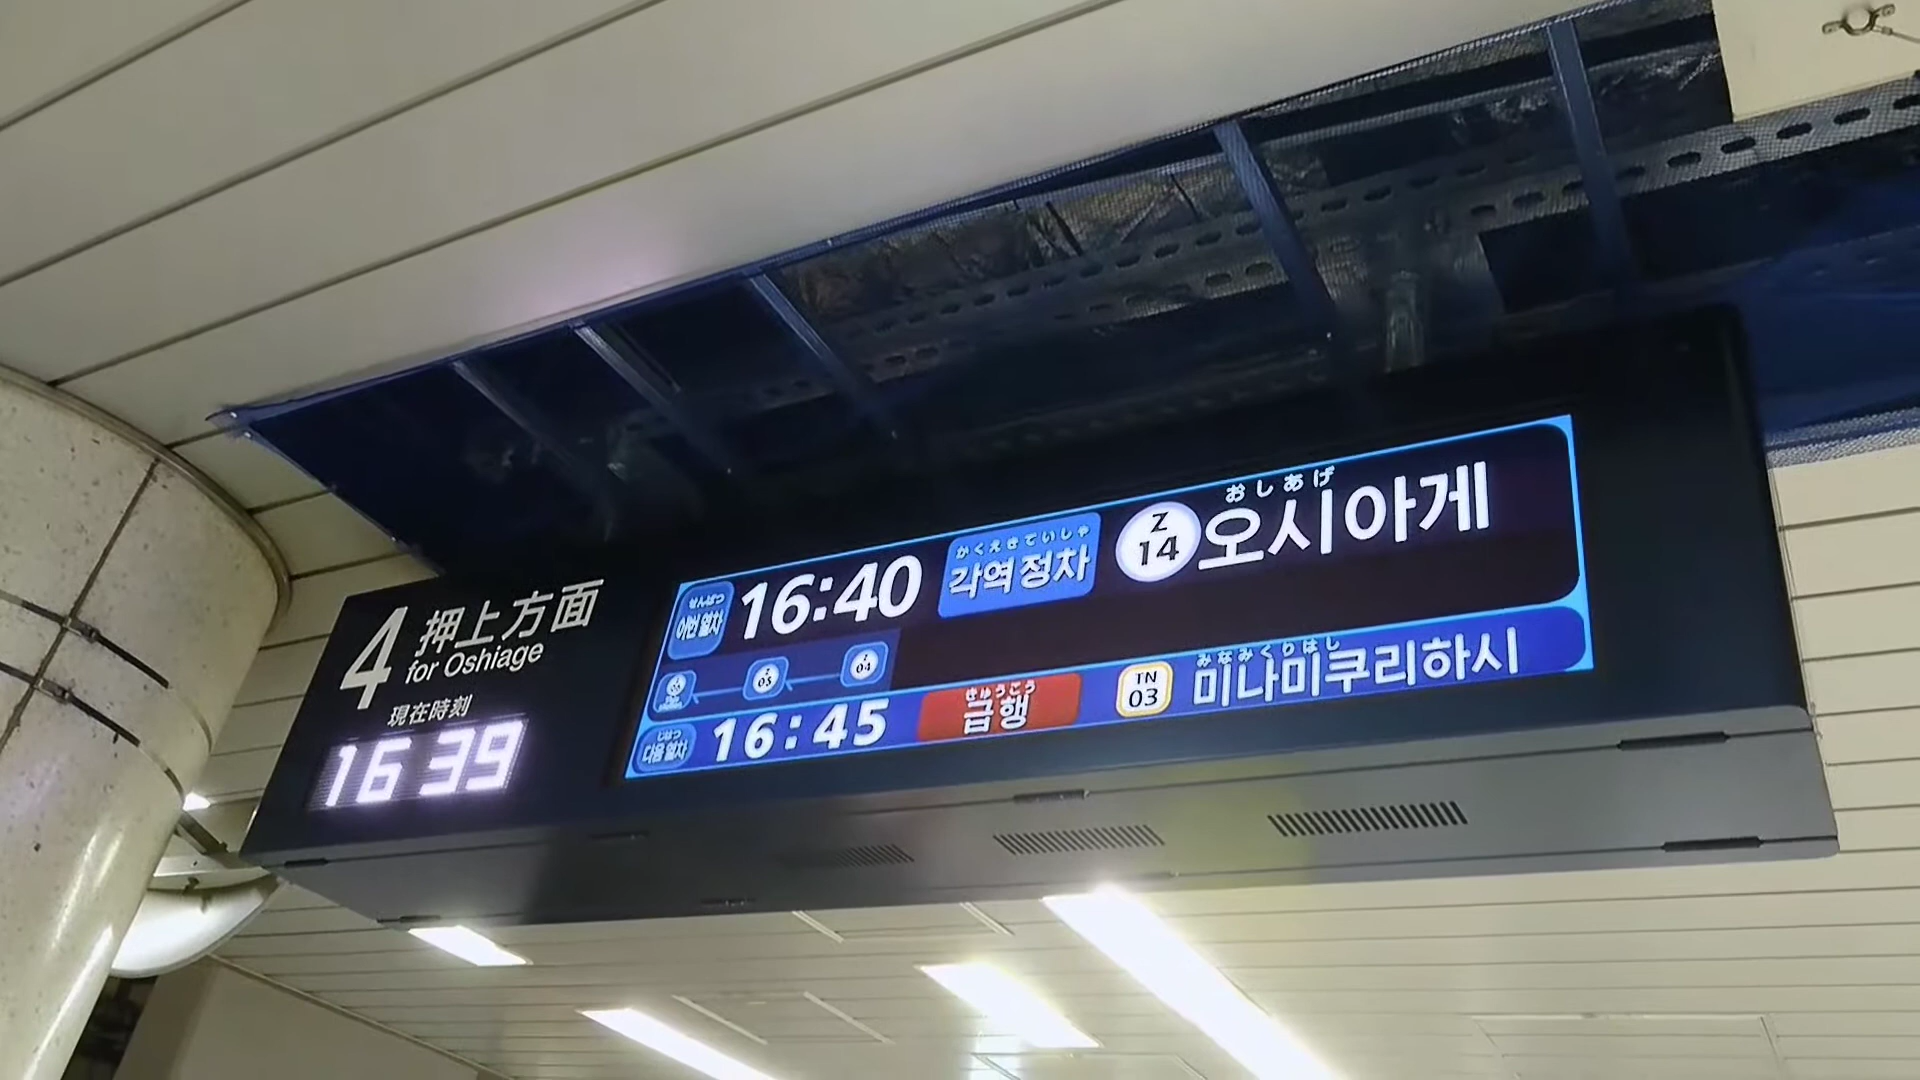 4 押上方面
for Oshiage
現在時刻
16 39
せんぱつ
이번 열차
16:40
かくえきていしゃ
각역정차
Z 14
おしあげ
오시아게
Z 03
Z 04
じはつ
다음 열차
16:45
きゅうこう
급행
TN 03
みなみくりはし
미나미쿠리하시